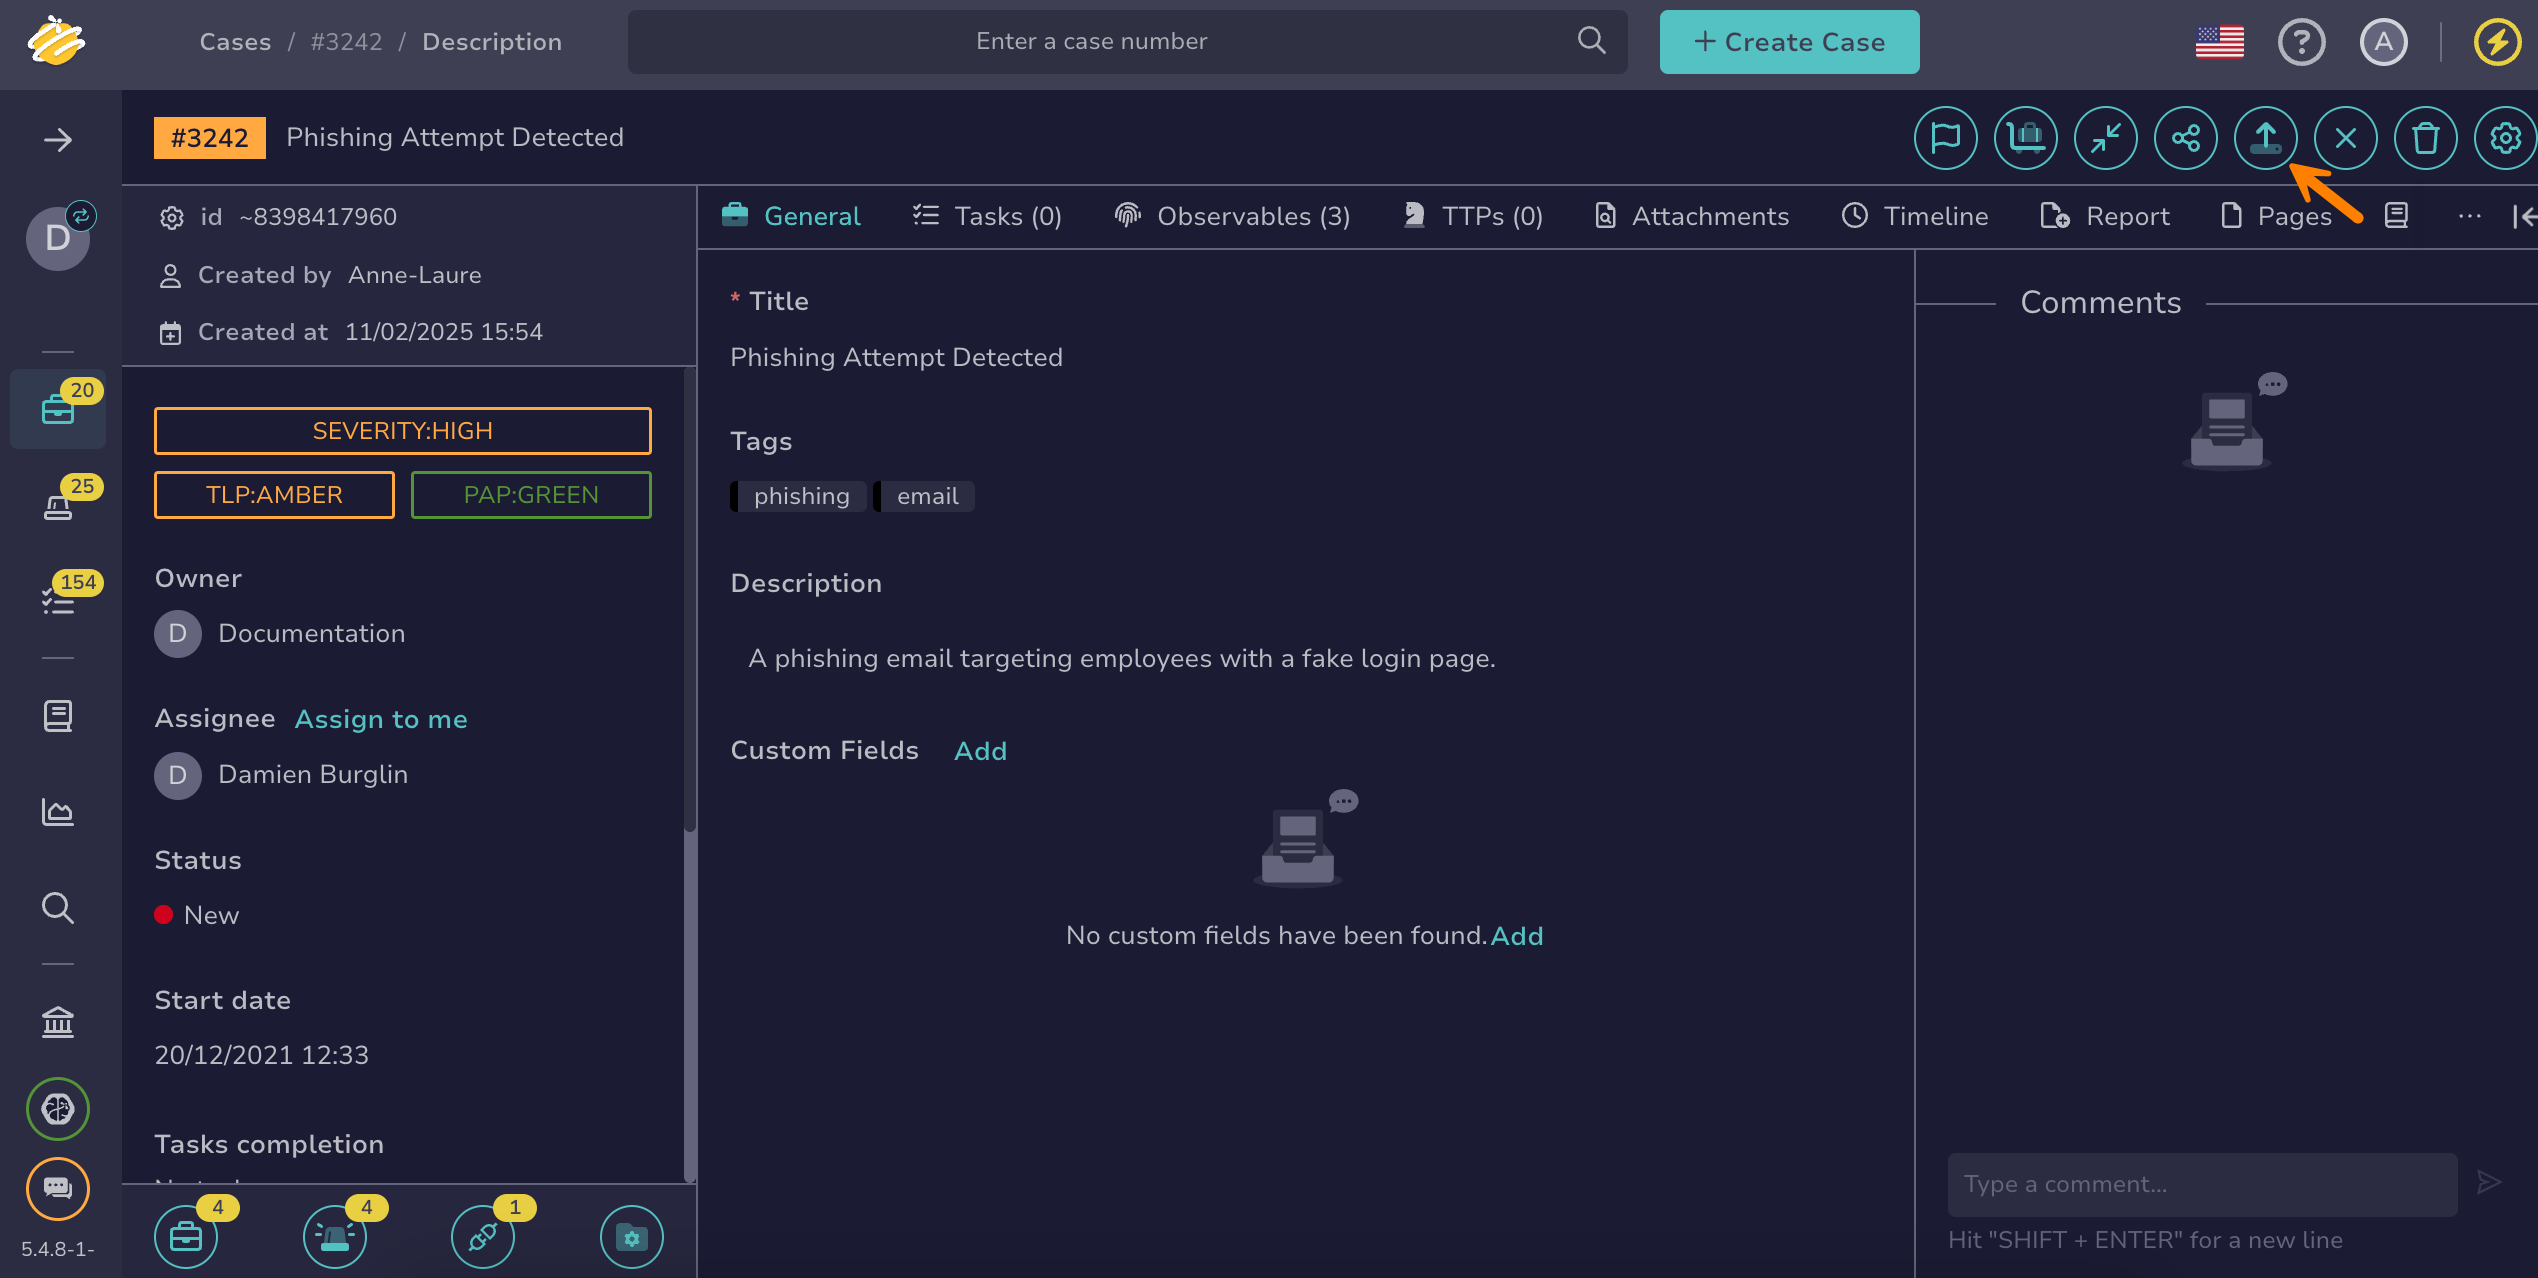 Cases / #3242 / Description
Enter a case number
+ Create Case
?
A
#3242 Phishing Attempt Detected
D
id ~8398417960
Created by Anne-Laure
Created at 11/02/2025 15:54
General
Tasks (0)
Observables (3)
TTPs (0)
Attachments
Timeline
Report
Pages
...
20
25
154
SEVERITY:HIGH
TLP:AMBER
PAP:GREEN
Owner
D Documentation
Assignee Assign to me
D Damien Burglin
Status
New
Start date
20/12/2021 12:33
Tasks completion
4
4
1
5.4.8-1-
* Title
Phishing Attempt Detected
Tags
phishing email
Description
A phishing email targeting employees with a fake login page.
Custom Fields Add
No custom fields have been found. Add
Comments
Type a comment...
Hit "SHIFT + ENTER" for a new line